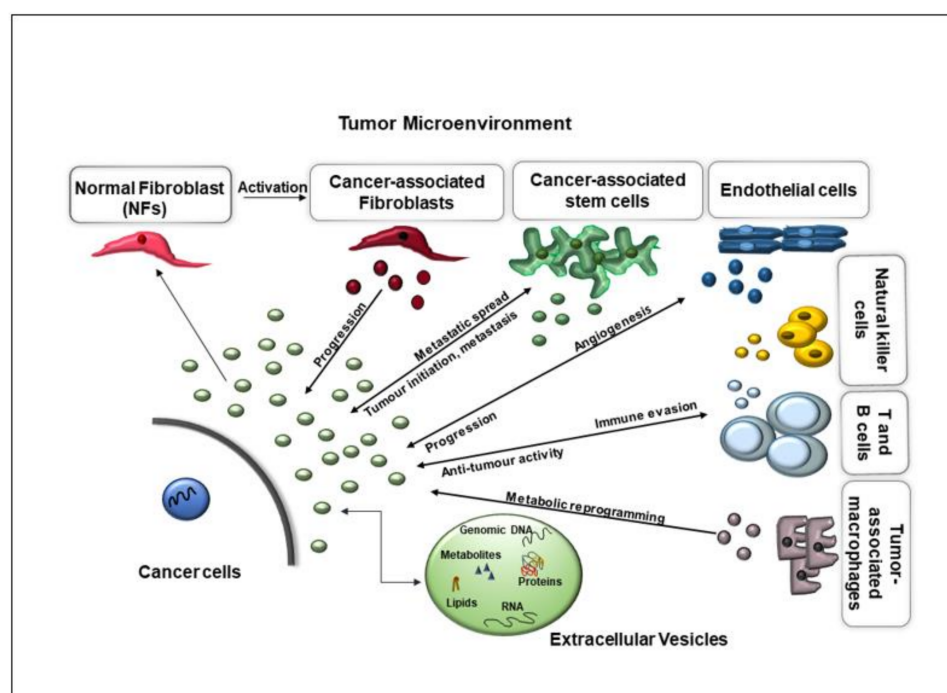 Tumor Microenvironment
Normal Fibroblast
(NFs)
Activation
Cancer-associated
Fibroblasts
Cancer-associated
stem cells
Endothelial cells
Natural killer
cells
T and
B cells
Tumor-
associated
macrophages
Progression
Metastatic spread
Tumour initiation, metastasis
Angiogenesis
Progression
Immune evasion
Anti-tumour activity
Metabolic reprogramming
Cancer cells
Genomic DNA
Metabolites
Proteins
Lipids
RNA
Extracellular Vesicles